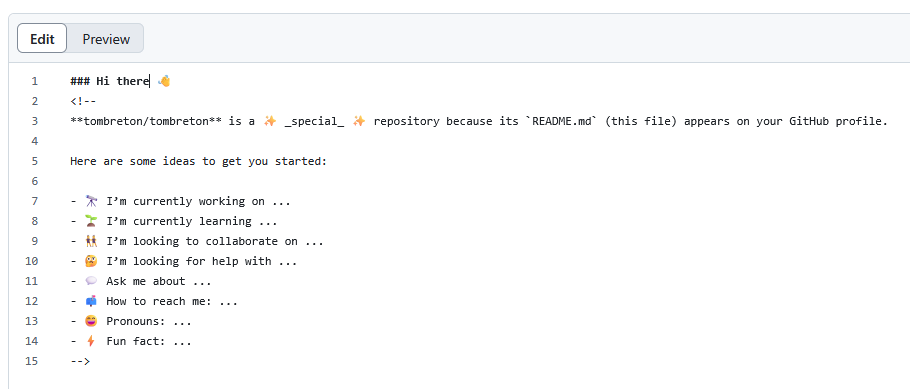 Edit Preview
1 ### Hi there 👋
2 <!--
3 **tombreton/tombreton** is a ✨ _special_ ✨ repository because its `README.md` (this file) appears on your GitHub profile.
4
5 Here are some ideas to get you started:
6
7 - 🔭 I’m currently working on ...
8 - 🌱 I’m currently learning ...
9 - 👯 I’m looking to collaborate on ...
10 - 🤔 I’m looking for help with ...
11 - 💬 Ask me about ...
12 - 📫 How to reach me: ...
13 - 😄 Pronouns: ...
14 - ⚡ Fun fact: ...
15 -->